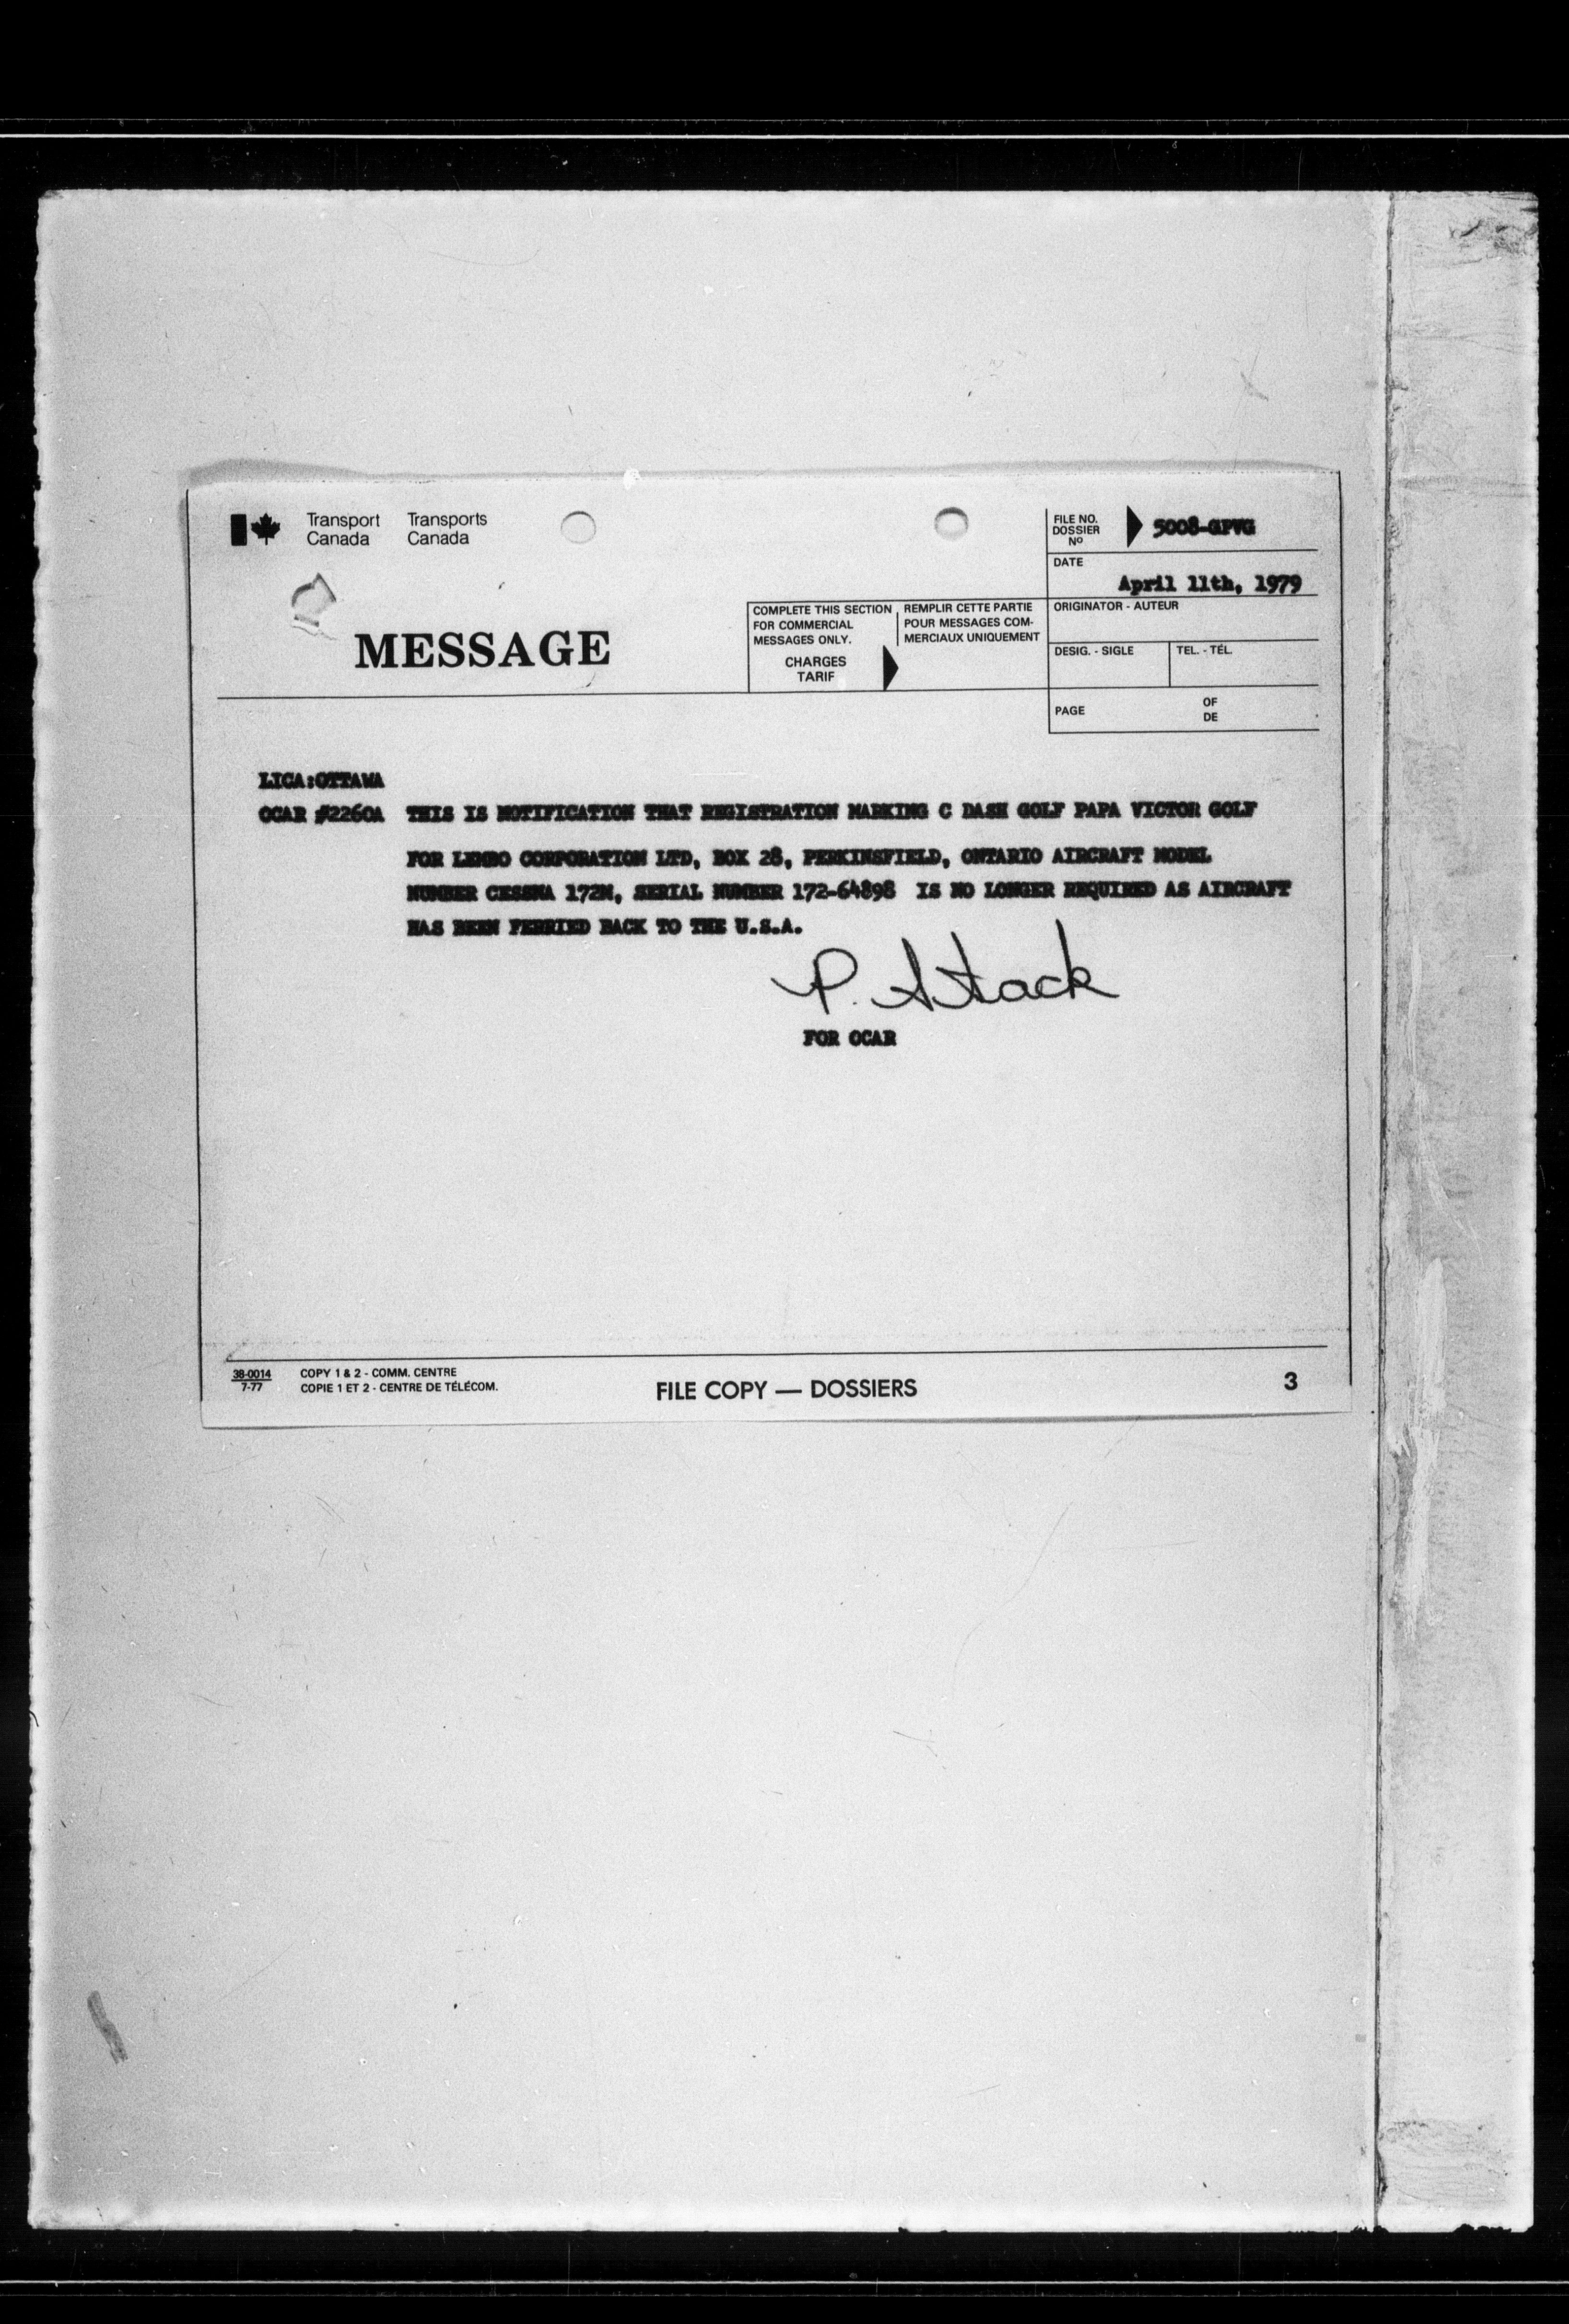 Transport Canada
Transports Canada
FILE NO.
DOSSIER
Nº
5008-GPVG
DATE
April 11th, 1979
MESSAGE
COMPLETE THIS SECTION
FOR COMMERCIAL
MESSAGES ONLY.
REMPLIR CETTE PARTIE
POUR MESSAGES COM-
MERCIAUX UNIQUEMENT
CHARGES
TARIF
ORIGINATOR - AUTEUR
DESIG. - SIGLE
TEL. - TÉL.
PAGE
OF
DE
LICA:OTTAWA
OCAR #2260A THIS IS NOTIFICATION THAT REGISTRATION MARKING C DASH GOLF PAPA VICTOR GOLF
FOR LEMBO CORPORATION LTD, BOX 28, PERKINSFIELD, ONTARIO AIRCRAFT MODEL
NUMBER CESSNA 172M, SERIAL NUMBER 172-64898 IS NO LONGER REQUIRED AS AIRCRAFT
HAS BEEN FERRIED BACK TO THE U.S.A.
P. Attack
FOR OCAR
38-0014
7-77
COPY 1 & 2 - COMM. CENTRE
COPIE 1 ET 2 - CENTRE DE TÉLÉCOM.
FILE COPY — DOSSIERS
3